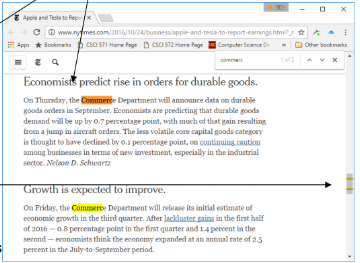 Apple and Tesla to Repo
www.nytimes.com/2016/10/24/business/apple-and-tesla-to-report-earnings.html?_r
Apps Bookmarks CSCI 571 Home Page CSCI 572 Home Page Computer Science D Other Bookmarks
commerc 1 of 2
Economists predict rise in orders for durable goods.
On Thursday, the Commerce Department will announce data on durable
goods orders in September. Economists are predicting that durable goods
demand will be up by 0.7 percentage point, with much of that gain resulting
from a jump in aircraft orders. The less volatile core capital goods category
is thought to have declined by 0.1 percentage point, on continuing caution
among businesses in terms of new investment, especially in the industrial
sector. Nelson D. Schwartz
Growth is expected to improve.
On Friday, the Commerce Department will release its initial estimate of
economic growth in the third quarter. After lackluster gains in the first half
of 2016 — 0.8 percentage point in the first quarter and 1.4 percent in the
second — economists think the economy expanded at an annual rate of 2.5
percent in the July-to-September period.
s